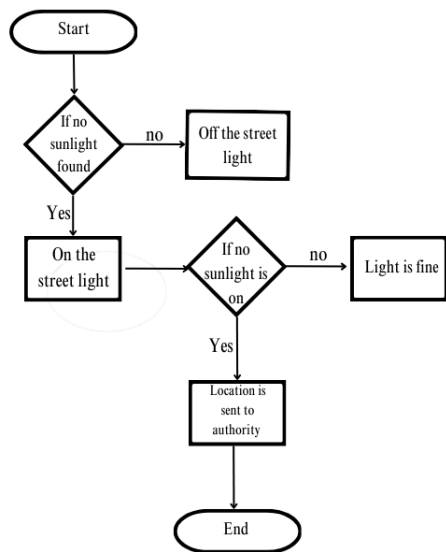 Start
If no
sunlight
found
no
Off the street
light
Yes
On the
street light
If no
sunlight is
on
no
Light is fine
Yes
Location is
sent to
authority
End